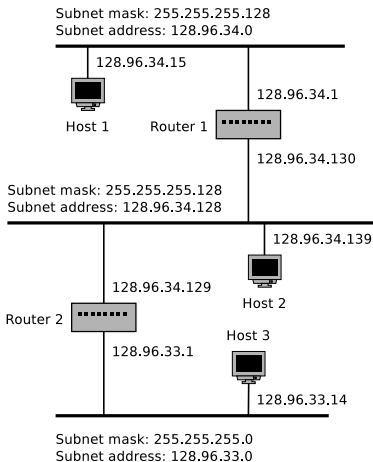 Subnet mask: 255.255.255.128
Subnet address: 128.96.34.0
128.96.34.15
128.96.34.1
Host 1
Router 1
128.96.34.130
Subnet mask: 255.255.255.128
Subnet address: 128.96.34.128
128.96.34.139
128.96.34.129
Host 2
Router 2
Host 3
128.96.33.1
128.96.33.14
Subnet mask: 255.255.255.0
Subnet address: 128.96.33.0